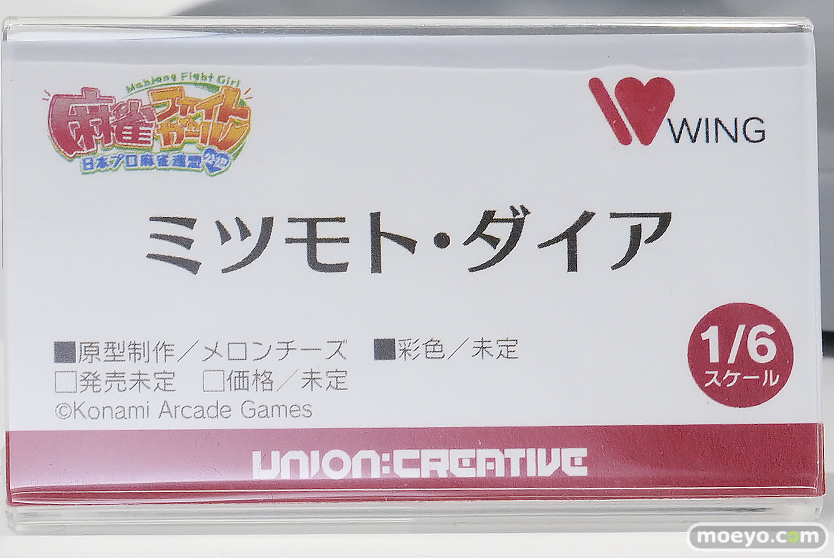 Mahjong Fight Girl
麻雀ファイトガール
日本プロ麻雀連盟公認
WING
ミツモト・ダイア
■原型制作／メロンチーズ ■彩色／未定
□発売未定 □価格／未定
©Konami Arcade Games
1/6
スケール
UNION:CREATIVE
moeyo.com